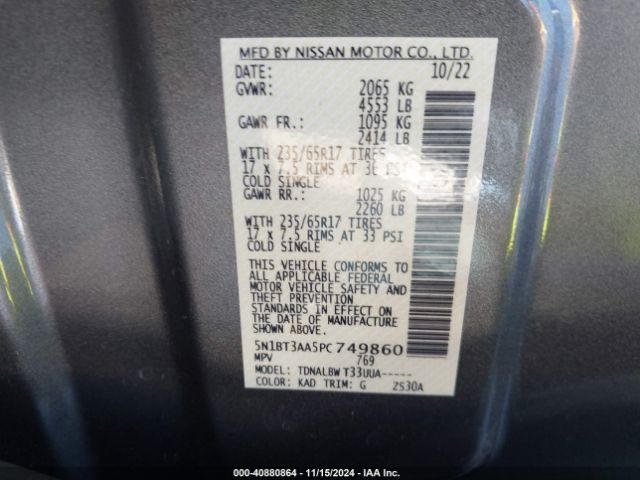 MFD BY NISSAN MOTOR CO., LTD.
DATE: 10/22
GVWR: 2065 KG
4553 LB
GAWR FR.: 1095 KG
2414 LB
WITH 235/65R17 TIRES
17 x 7.5 RIMS AT 36 PSI
COLD SINGLE
GAWR RR.: 1025 KG
2260 LB
WITH 235/65R17 TIRES
17 x 7.5 RIMS AT 33 PSI
COLD SINGLE
THIS VEHICLE CONFORMS TO
ALL APPLICABLE FEDERAL
MOTOR VEHICLE SAFETY AND
THEFT PREVENTION
STANDARDS IN EFFECT ON
THE DATE OF MANUFACTURE
SHOWN ABOVE.
5N1BT3AA5PC749860
MPV 769
MODEL: TDNALBW T33UUA-----
COLOR: KAD TRIM: G 2S30A
000-40880864 - 11/15/2024 - IAA Inc.